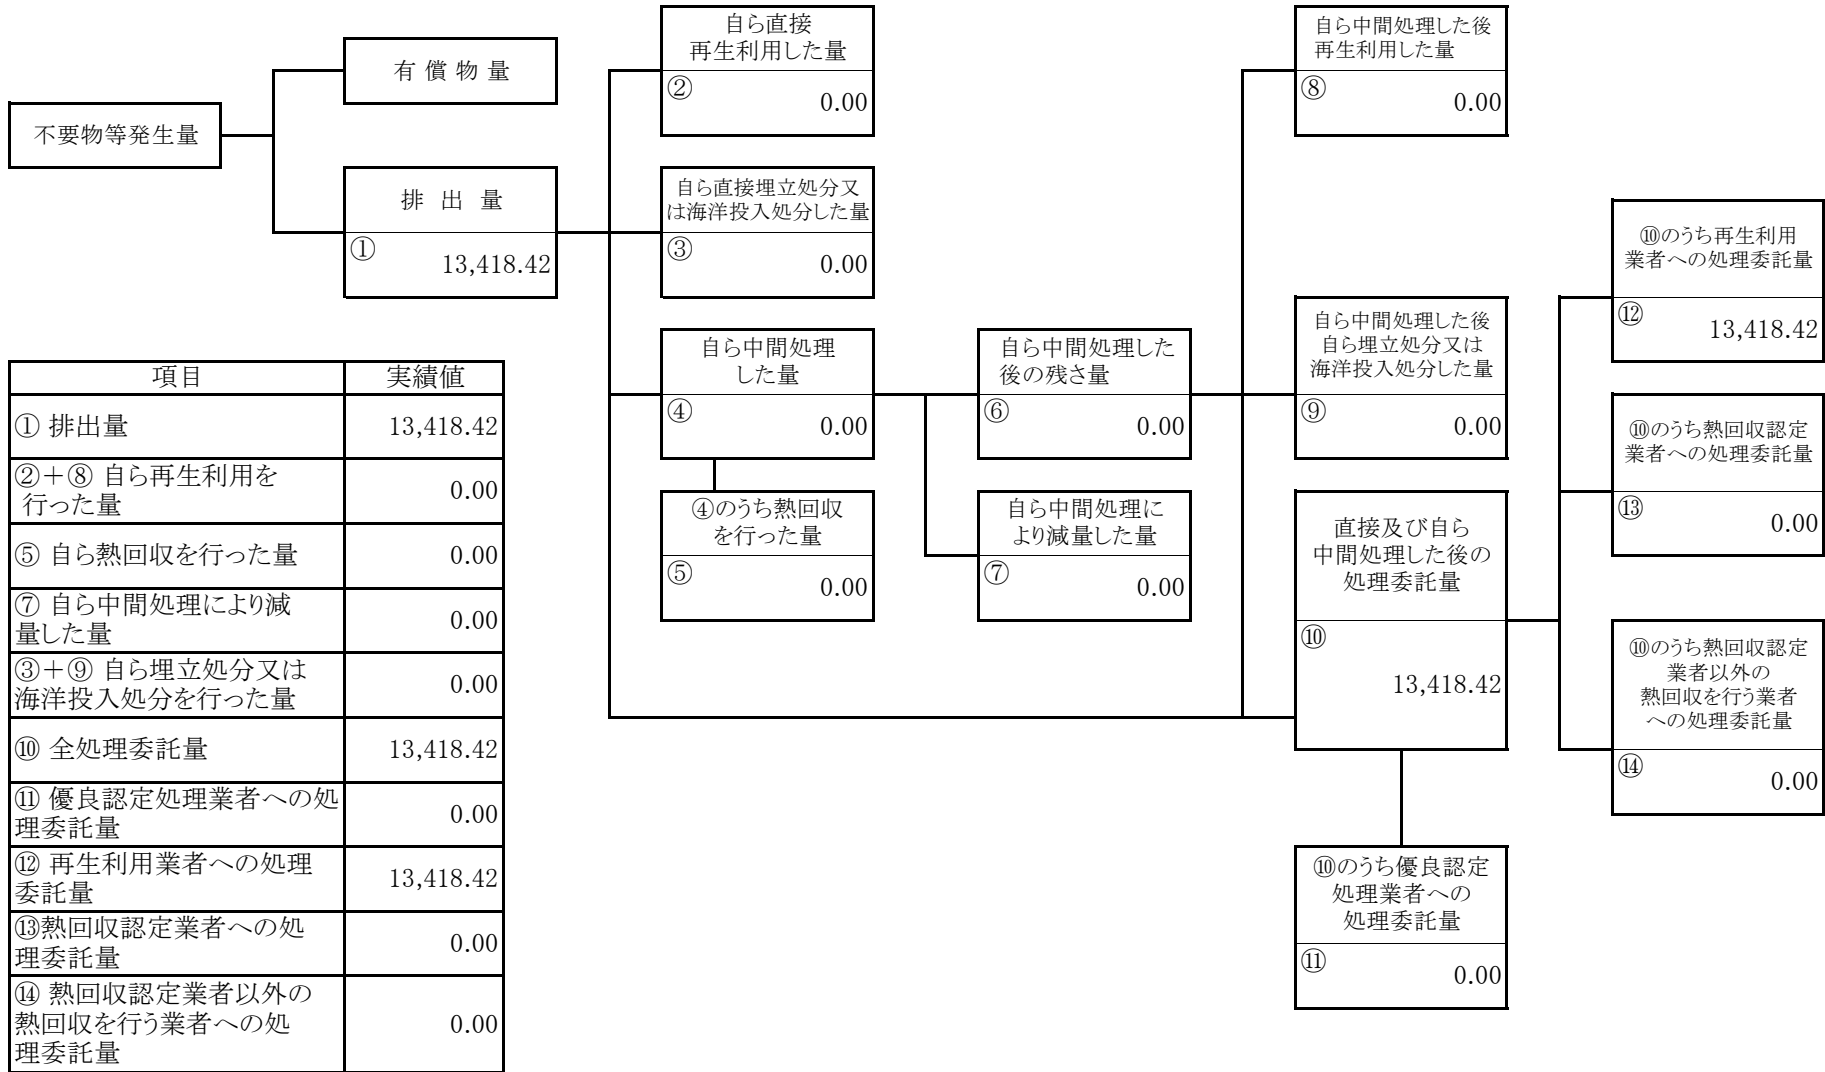 不要物等発生量
有 償 物 量
排 出 量
①
13,418.42
自ら直接
再生利用した量
②
0.00
自ら直接埋立処分又
は海洋投入処分した量
③
0.00
自ら中間処理
した量
④
0.00
④のうち熱回収
を行った量
⑤
0.00
自ら中間処理した
後の残さ量
⑥
0.00
自ら中間処理に
より減量した量
⑦
0.00
自ら中間処理した後
再生利用した量
⑧
0.00
自ら中間処理した後
自ら埋立処分又は
海洋投入処分した量
⑨
0.00
直接及び自ら
中間処理した後の
処理委託量
⑩
13,418.42
⑩のうち優良認定
処理業者への
処理委託量
⑪
0.00
⑩のうち再生利用
業者への処理委託量
⑫
13,418.42
⑩のうち熱回収認定
業者への処理委託量
⑬
0.00
⑩のうち熱回収認定
業者以外の
熱回収を行う業者
への処理委託量
⑭
0.00
項目 実績値
① 排出量 13,418.42
②＋⑧ 自ら再生利用を
行った量
0.00
⑤ 自ら熱回収を行った量 0.00
⑦ 自ら中間処理により減
量した量
0.00
③＋⑨ 自ら埋立処分又は
海洋投入処分を行った量
0.00
⑩ 全処理委託量 13,418.42
⑪ 優良認定処理業者への処
理委託量
0.00
⑫ 再生利用業者への処理
委託量
13,418.42
⑬熱回収認定業者への処
理委託量
0.00
⑭ 熱回収認定業者以外の
熱回収を行う業者への処
理委託量
0.00